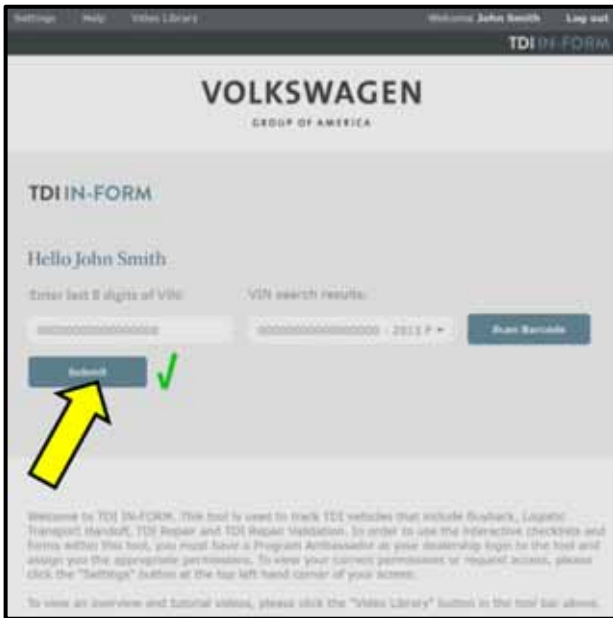 Settings Help Video Library Welcome John Smith Log out
TDI IN-FORM
VOLKSWAGEN
GROUP OF AMERICA
TDI IN-FORM
Hello John Smith
Enter last 8 digits of VIN: VIN search results:
Scan Barcode
Submit
Welcome to TDI IN-FORM. This tool is used to track TDI vehicles that include Buyback, Logistic
Transport Handoff, TDI Repair and TDI Repair Validation. In order to use the interactive checklists and
forms within this tool, you must have a Program Ambassador at your dealership login to the tool and
assign you the appropriate permissions. To view your current permissions or request access, please
click the "Settings" button at the top left hand corner of your screen.
To view an overview and tutorial videos, please click the "Video Library" button in the tool bar above.